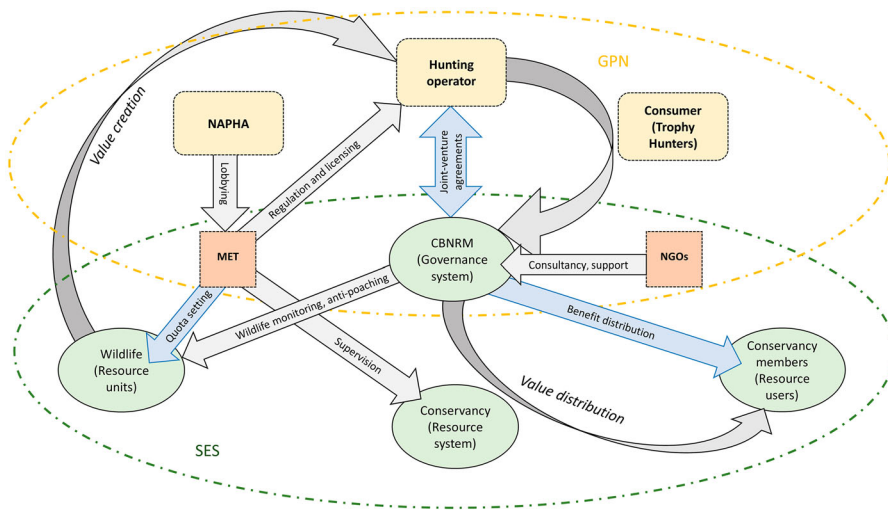 GPN
Hunting
operator
Consumer
(Trophy
Hunters)
NAPHA
Value creation
Lobbying
Regulation and licensing
Joint-venture
agreements
MET
CBNRM
(Governance
system)
Consultancy, support
NGOs
Quota setting
Wildlife monitoring, anti-poaching
Benefit distribution
Supervision
Wildlife
(Resource
units)
Conservancy
members
(Resource
users)
Value distribution
Conservancy
(Resource
system)
SES